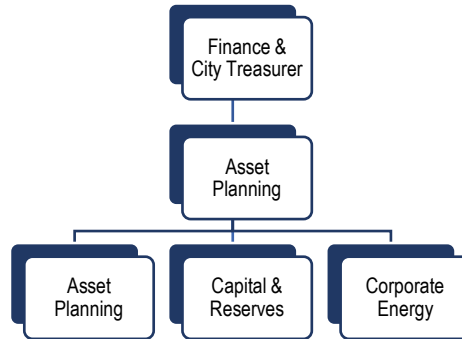 Finance &
City Treasurer
Asset
Planning
Asset
Planning
Capital &
Reserves
Corporate
Energy